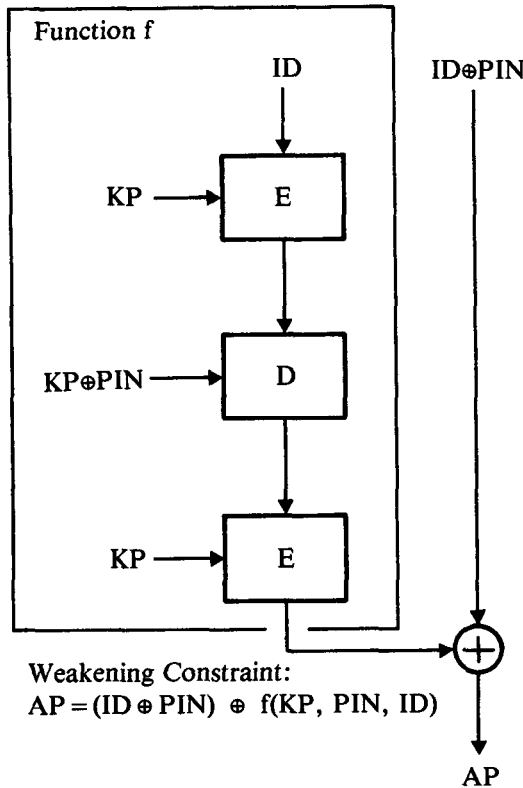 Function f
ID
ID⊕PIN
KP
E
KP⊕PIN
D
KP
E
Weakening Constraint:
AP = (ID ⊕ PIN) ⊕ f(KP, PIN, ID)
AP